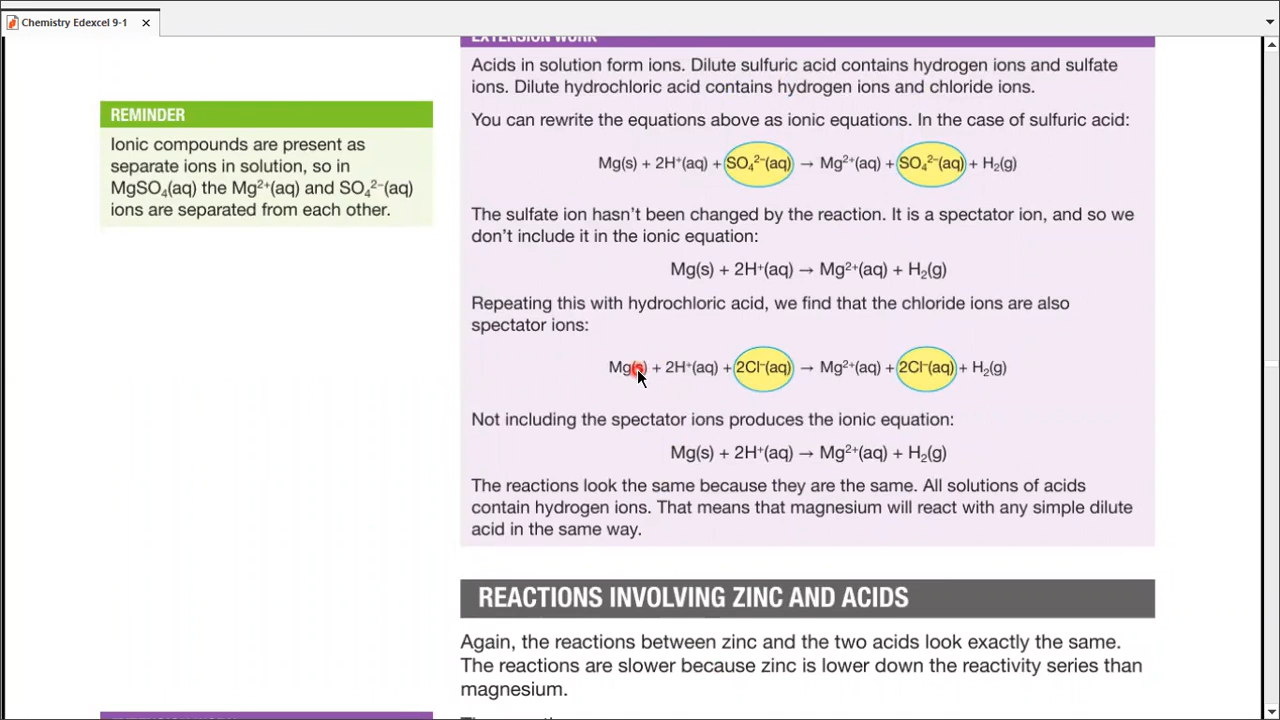 Chemistry Edexcel 9-1
EXTENSION WORK
Acids in solution form ions. Dilute sulfuric acid contains hydrogen ions and sulfate
ions. Dilute hydrochloric acid contains hydrogen ions and chloride ions.
You can rewrite the equations above as ionic equations. In the case of sulfuric acid:
Mg(s) + 2H⁺(aq) + SO₄²⁻(aq) → Mg²⁺(aq) + SO₄²⁻(aq) + H₂(g)
The sulfate ion hasn't been changed by the reaction. It is a spectator ion, and so we
don't include it in the ionic equation:
Mg(s) + 2H⁺(aq) → Mg²⁺(aq) + H₂(g)
Repeating this with hydrochloric acid, we find that the chloride ions are also
spectator ions:
Mg(s) + 2H⁺(aq) + 2Cl⁻(aq) → Mg²⁺(aq) + 2Cl⁻(aq) + H₂(g)
Not including the spectator ions produces the ionic equation:
Mg(s) + 2H⁺(aq) → Mg²⁺(aq) + H₂(g)
The reactions look the same because they are the same. All solutions of acids
contain hydrogen ions. That means that magnesium will react with any simple dilute
acid in the same way.
REMINDER
Ionic compounds are present as
separate ions in solution, so in
MgSO₄(aq) the Mg²⁺(aq) and SO₄²⁻(aq)
ions are separated from each other.
REACTIONS INVOLVING ZINC AND ACIDS
Again, the reactions between zinc and the two acids look exactly the same.
The reactions are slower because zinc is lower down the reactivity series than
magnesium.
EXTENSION WORK